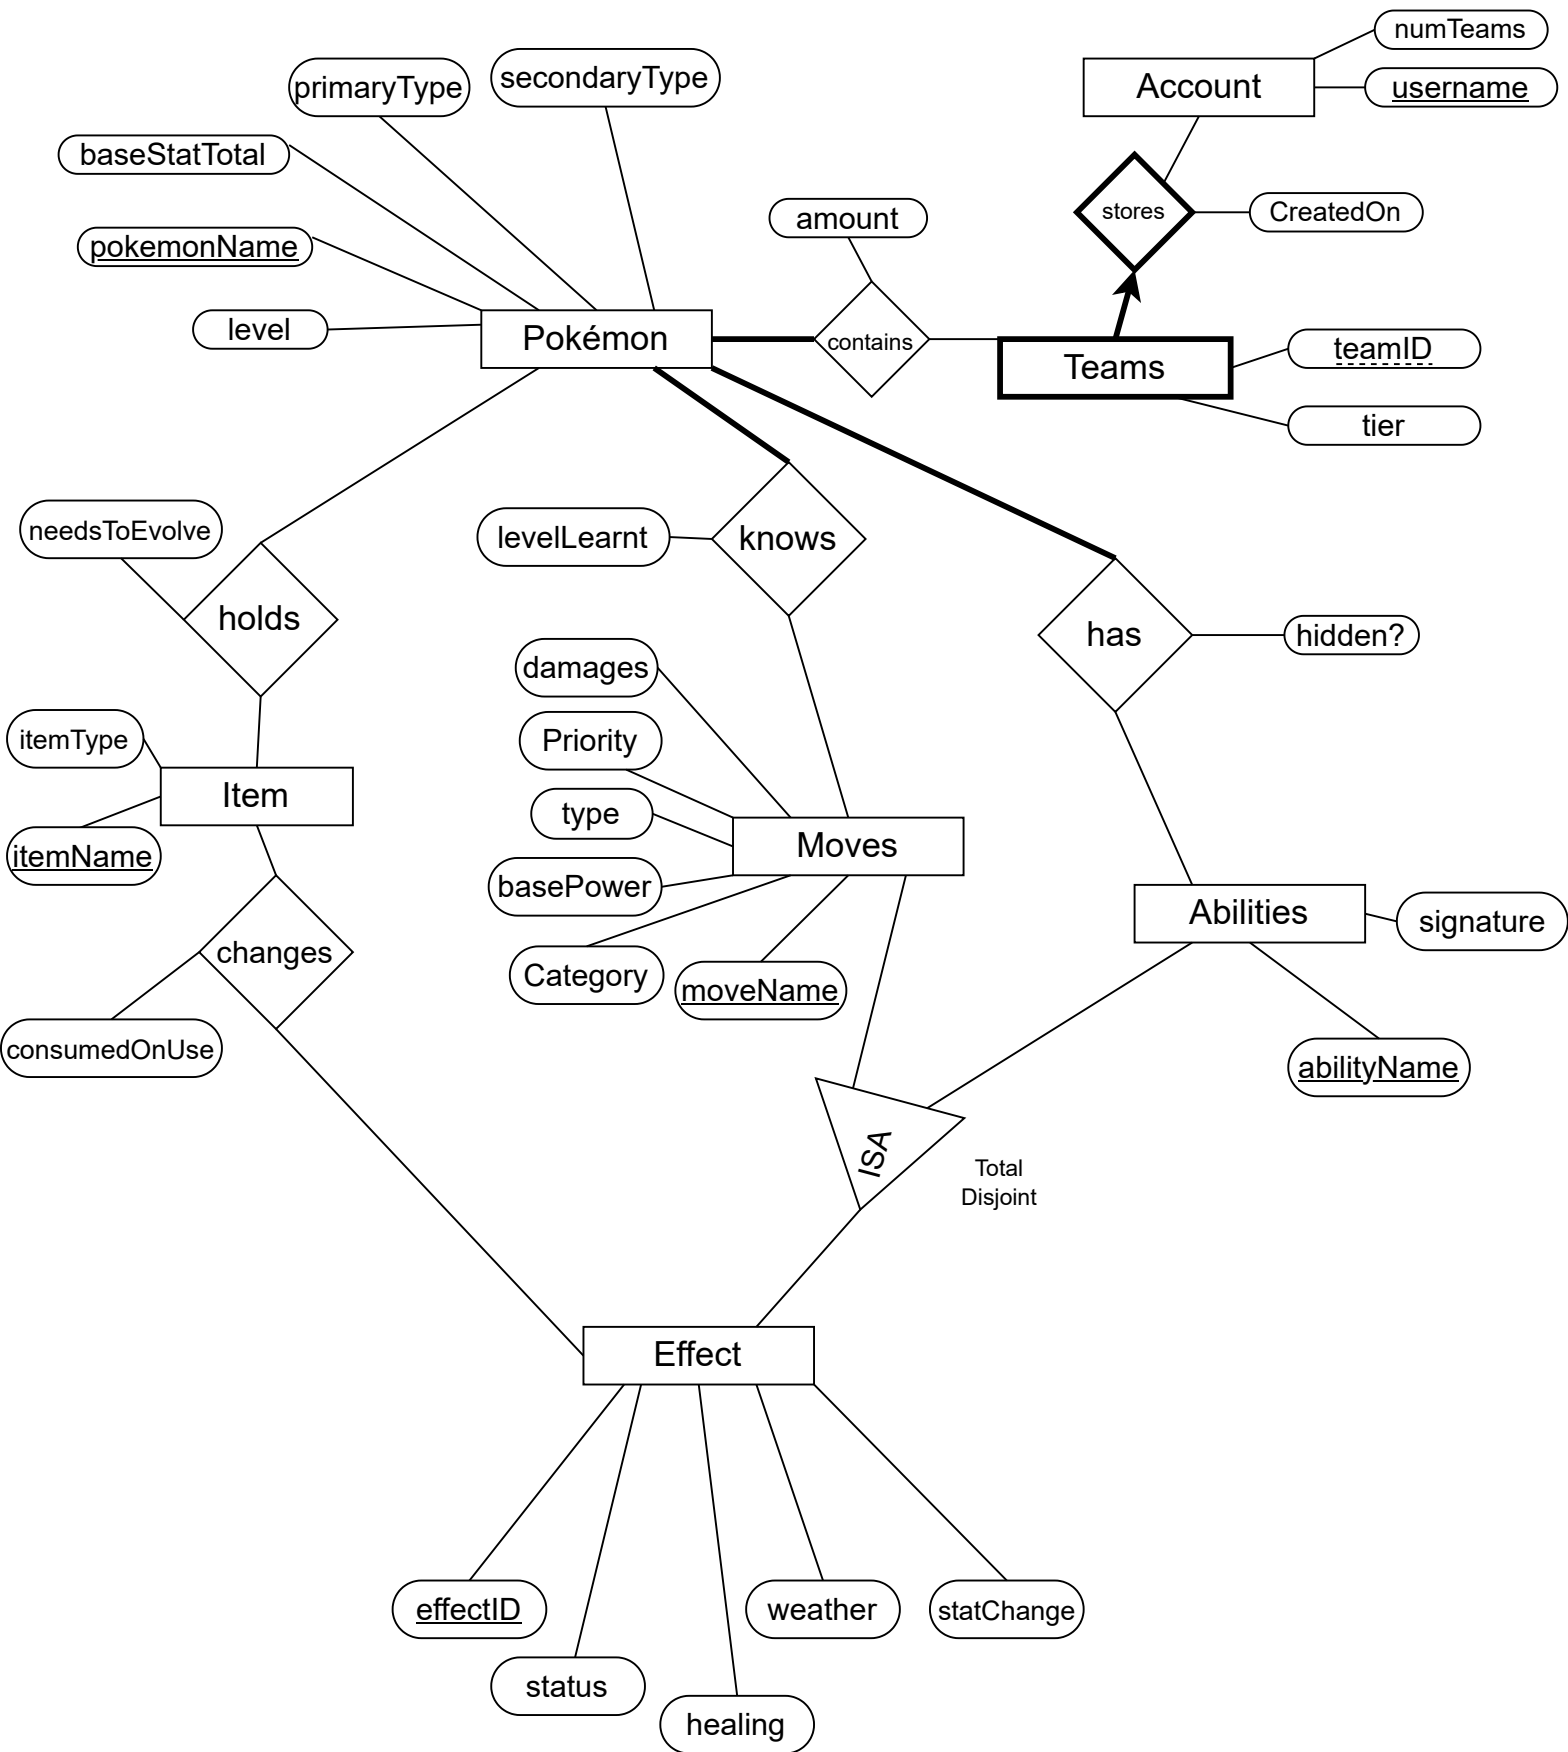 numTeams
primaryType
secondaryType
Account
username
baseStatTotal
amount
stores
CreatedOn
pokemonName
level
Pokémon
contains
Teams
teamID
tier
needsToEvolve
levelLearnt
knows
holds
has
hidden?
damages
itemType
Priority
Item
type
Moves
itemName
basePower
Abilities
signature
changes
Category
moveName
consumedOnUse
abilityName
ISA
Total
Disjoint
Effect
effectID
weather
statChange
status
healing